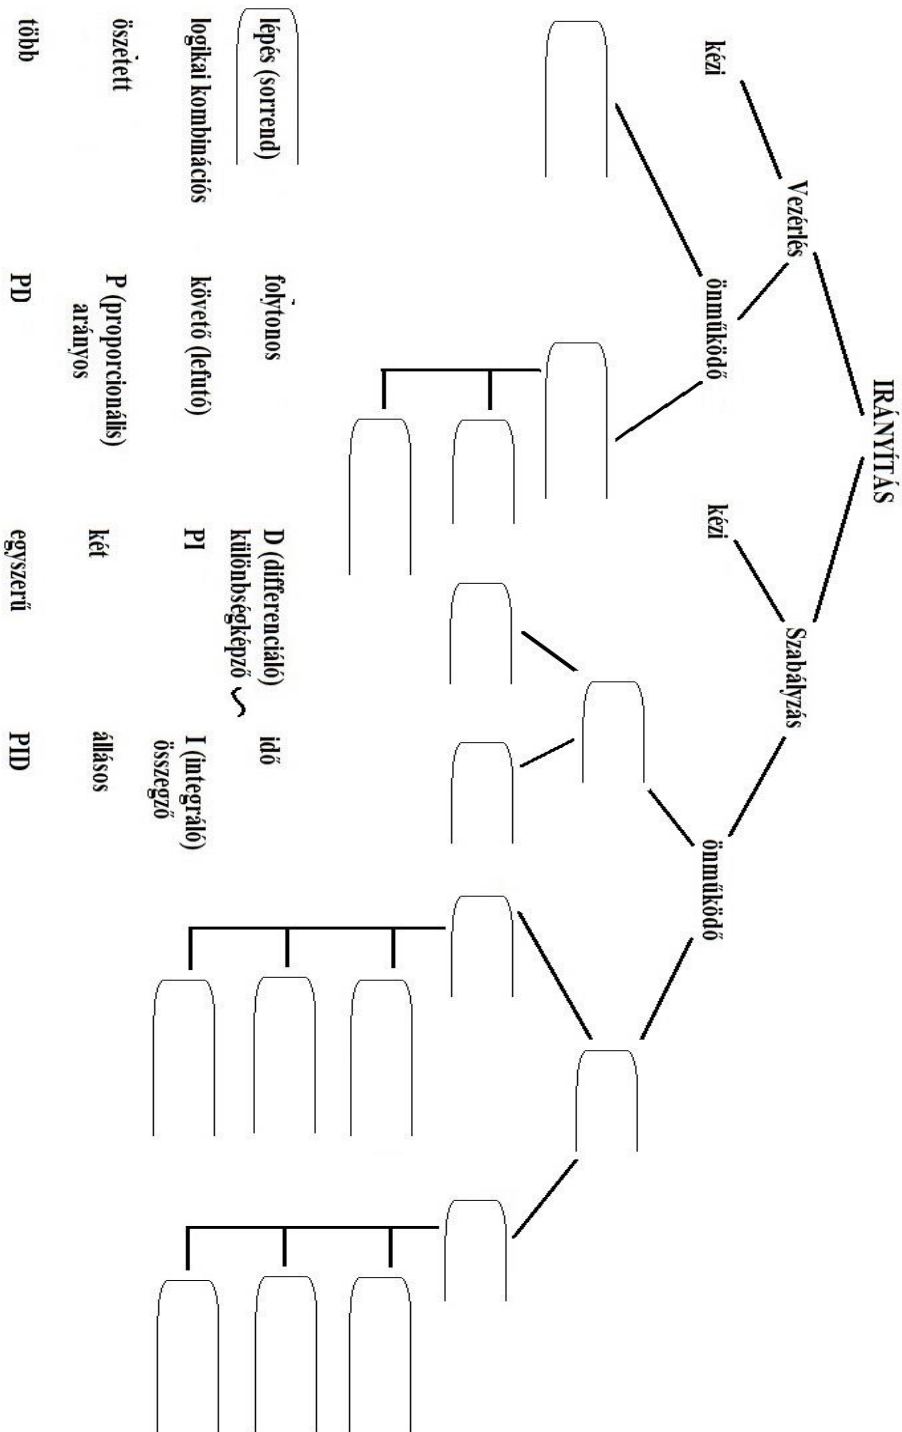 IRÁNYÍTÁS
Vezérlés
Szabályzás
kézi
önműködő
kézi
önműködő
lépés (sorrend)
folytonos
D (differenciáló)
különbségképző
idő
logikai kombinációs
követő (lefutó)
PI
I (integráló)
összegző
öszetett
P (proporcionális)
arányos
két
állásos
több
PD
egyszerű
PID